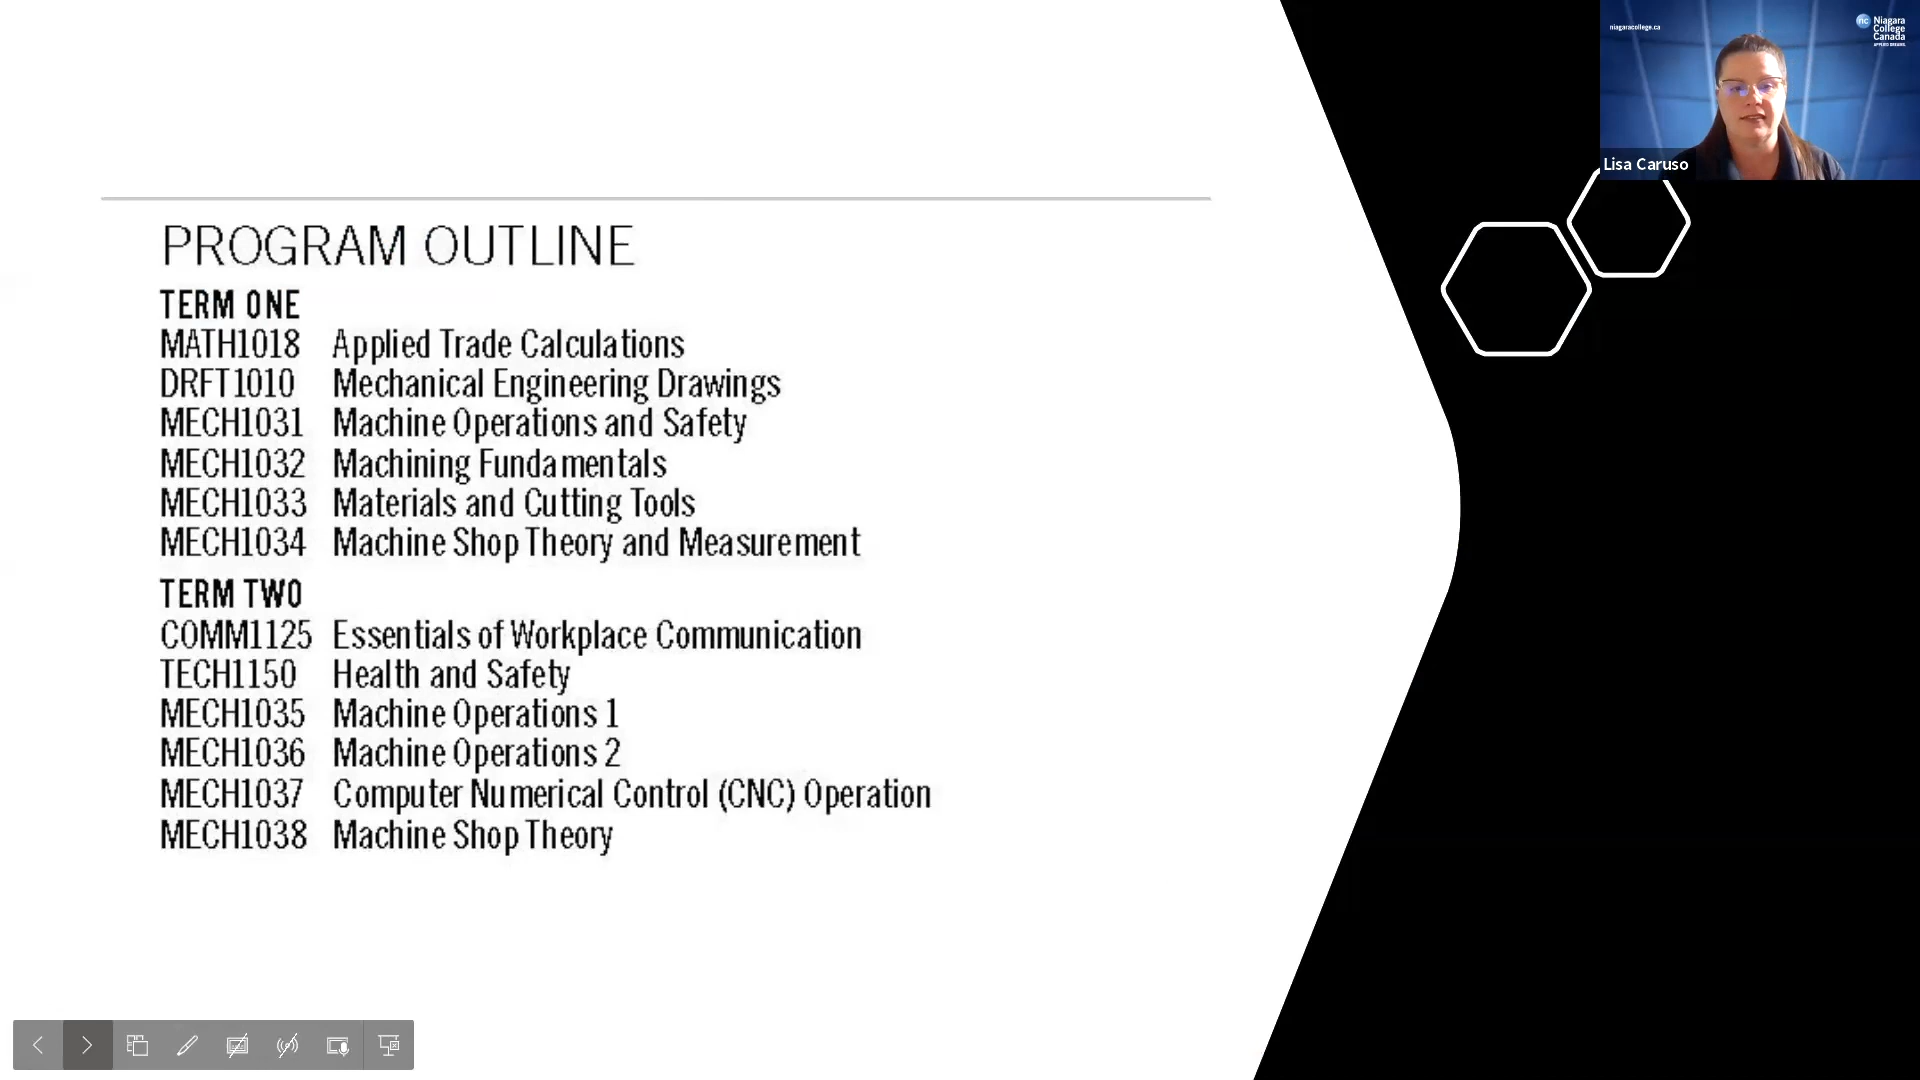 niagaracollege.ca
nc Niagara
College
Canada
APPLIED DREAMS.
Lisa Caruso
PROGRAM OUTLINE
TERM ONE
MATH1018 Applied Trade Calculations
DRFT1010 Mechanical Engineering Drawings
MECH1031 Machine Operations and Safety
MECH1032 Machining Fundamentals
MECH1033 Materials and Cutting Tools
MECH1034 Machine Shop Theory and Measurement
TERM TWO
COMM1125 Essentials of Workplace Communication
TECH1150 Health and Safety
MECH1035 Machine Operations 1
MECH1036 Machine Operations 2
MECH1037 Computer Numerical Control (CNC) Operation
MECH1038 Machine Shop Theory